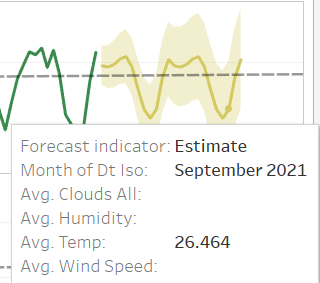 Forecast indicator: Estimate
Month of Dt Iso: September 2021
Avg. Clouds All:
Avg. Humidity:
Avg. Temp: 26.464
Avg. Wind Speed: